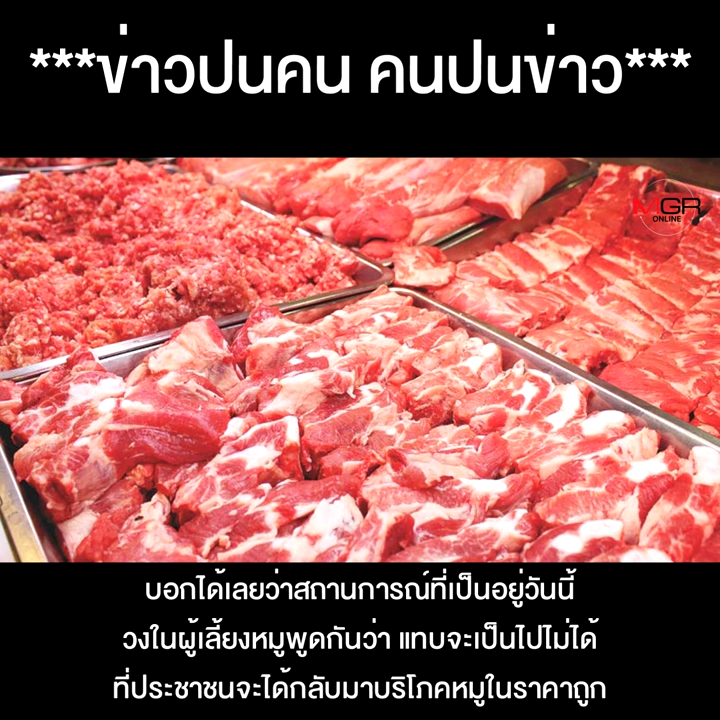 ***ข่าวปนคน คนปนข่าว***
MGR
ONLINE
บอกได้เลยว่าสถานการณ์ที่เป็นอยู่วันนี้
วงในผู้เลี้ยงหมูพูดกันว่า แทบจะเป็นไปไม่ได้
ที่ประชาชนจะได้กลับมาบริโภคหมูในราคาถูก